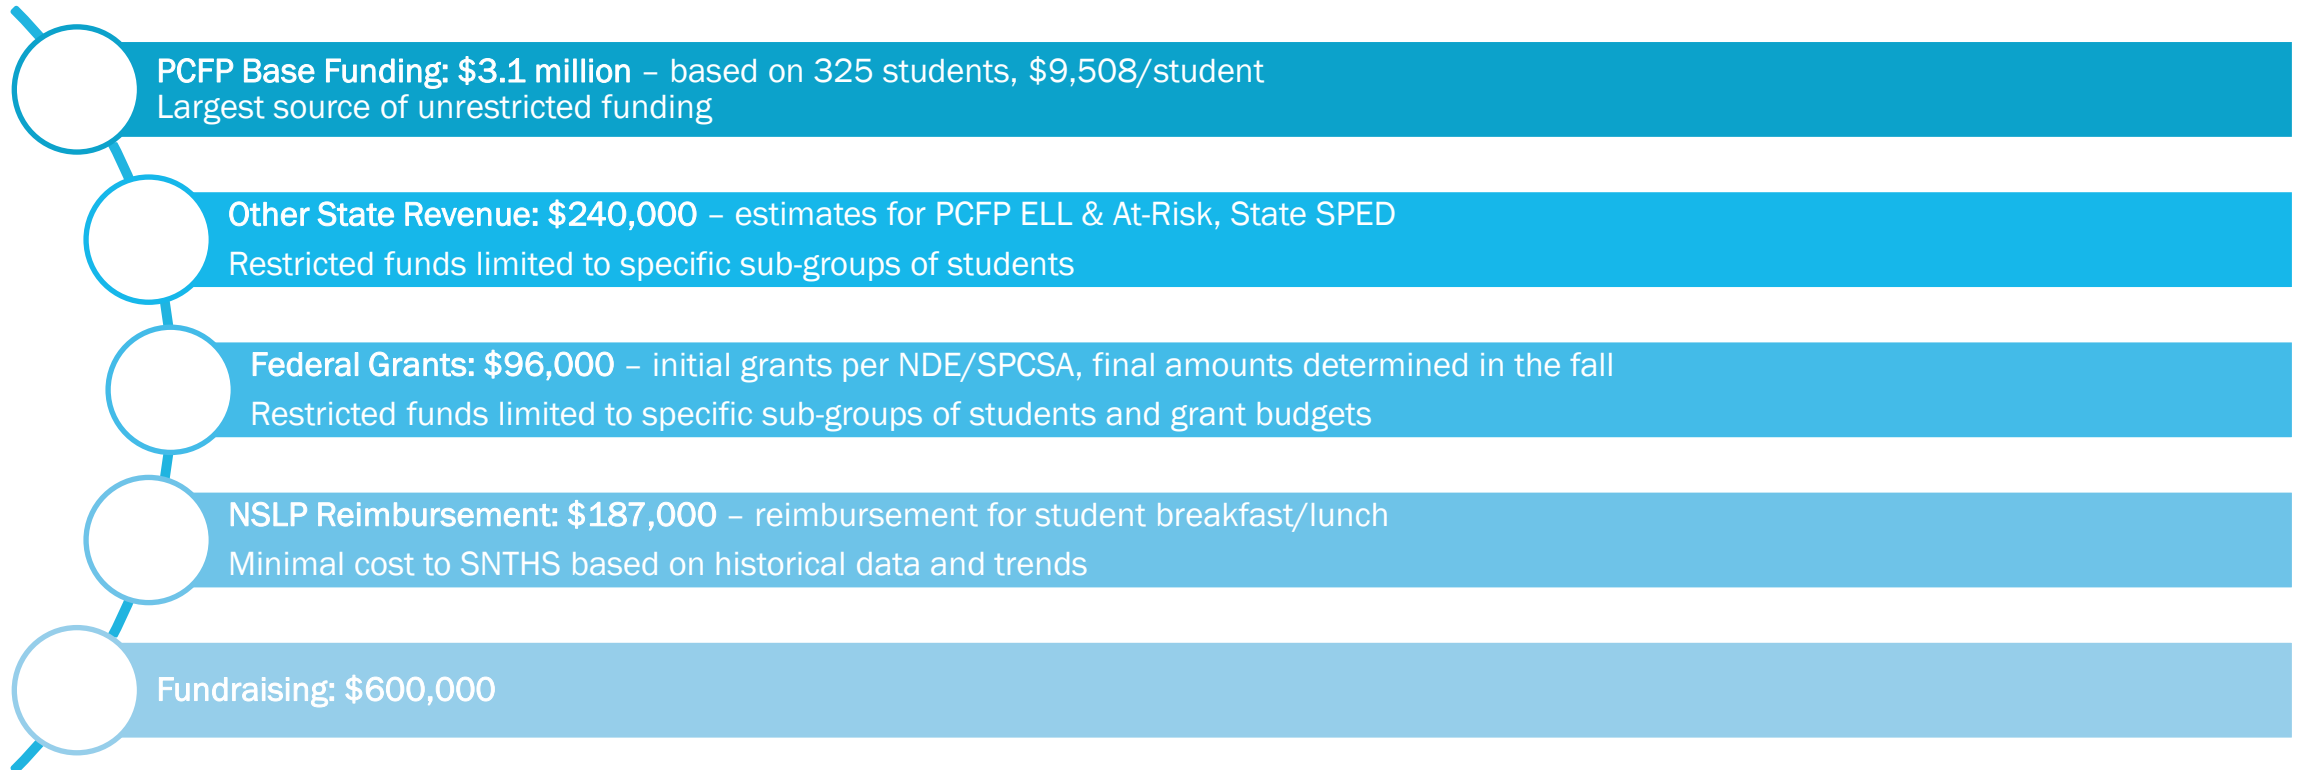 PCFP Base Funding: $3.1 million – based on 325 students, $9,508/student
Largest source of unrestricted funding
Other State Revenue: $240,000 – estimates for PCFP ELL & At-Risk, State SPED
Restricted funds limited to specific sub-groups of students
Federal Grants: $96,000 – initial grants per NDE/SPCSA, final amounts determined in the fall
Restricted funds limited to specific sub-groups of students and grant budgets
NSLP Reimbursement: $187,000 – reimbursement for student breakfast/lunch
Minimal cost to SNTHS based on historical data and trends
Fundraising: $600,000